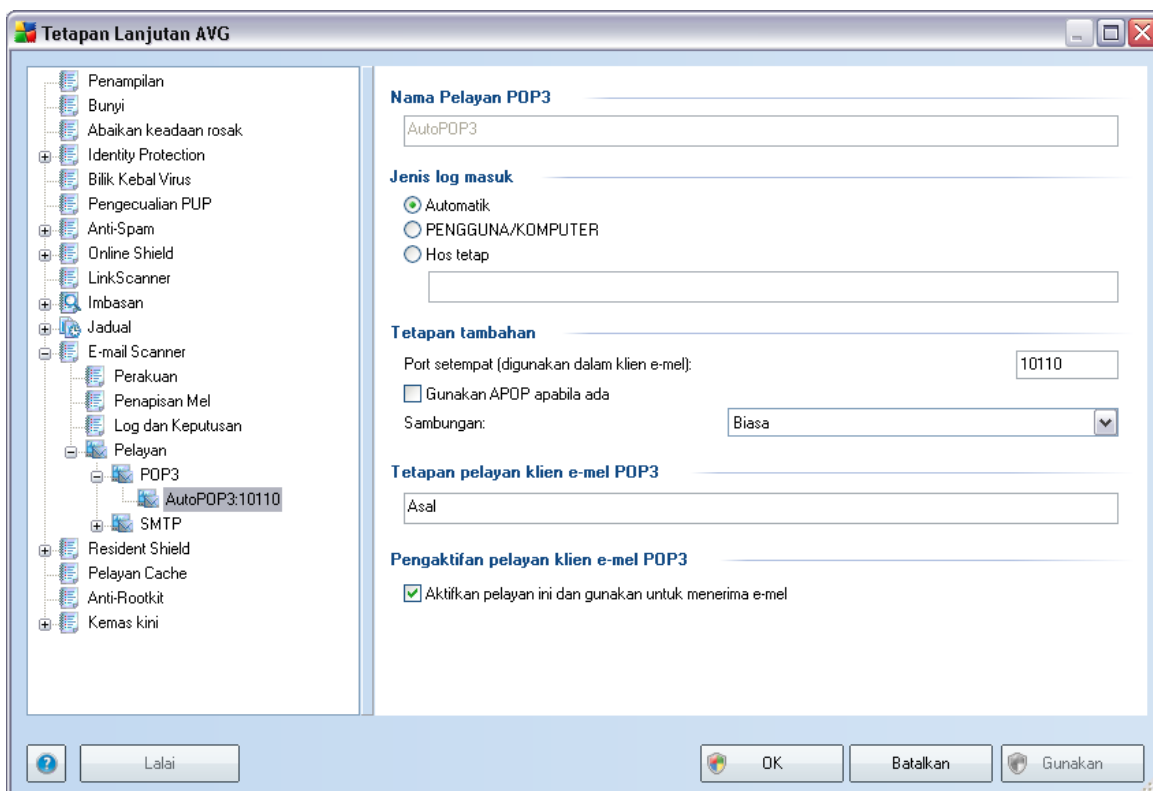 Tetapan Lanjutan AVG
Penampilan
Bunyi
Abaikan keadaan rosak
Identity Protection
Bilik Kebal Virus
Pengecualian PUP
Anti-Spam
Online Shield
LinkScanner
Imbasan
Jadual
E-mail Scanner
Perakuan
Penapisan Mel
Log dan Keputusan
Pelayan
POP3
AutoPOP3:10110
SMTP
Resident Shield
Pelayan Cache
Anti-Rootkit
Kemas kini
Nama Pelayan POP3
AutoPOP3
Jenis log masuk
Automatik
PENGGUNA/KOMPUTER
Hos tetap
Tetapan tambahan
Port setempat (digunakan dalam klien e-mel): 10110
Gunakan APOP apabila ada
Sambungan: Biasa
Tetapan pelayan klien e-mel POP3
Asal
Pengaktifan pelayan klien e-mel POP3
Aktifkan pelayan ini dan gunakan untuk menerima e-mel
Lalai OK Batalkan Gunakan